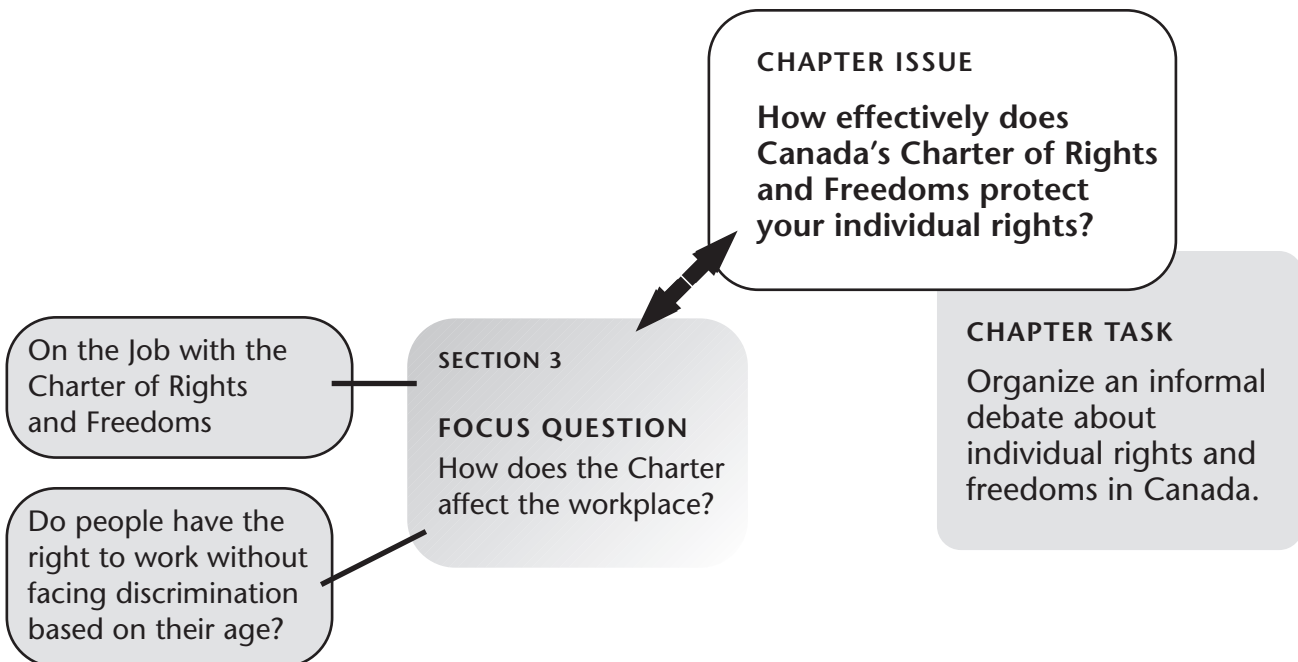 CHAPTER ISSUE
How effectively does
Canada’s Charter of Rights
and Freedoms protect
your individual rights?
CHAPTER TASK
Organize an informal
debate about
individual rights and
freedoms in Canada.
On the Job with the
Charter of Rights
and Freedoms
SECTION 3
FOCUS QUESTION
How does the Charter
affect the workplace?
Do people have the
right to work without
facing discrimination
based on their age?